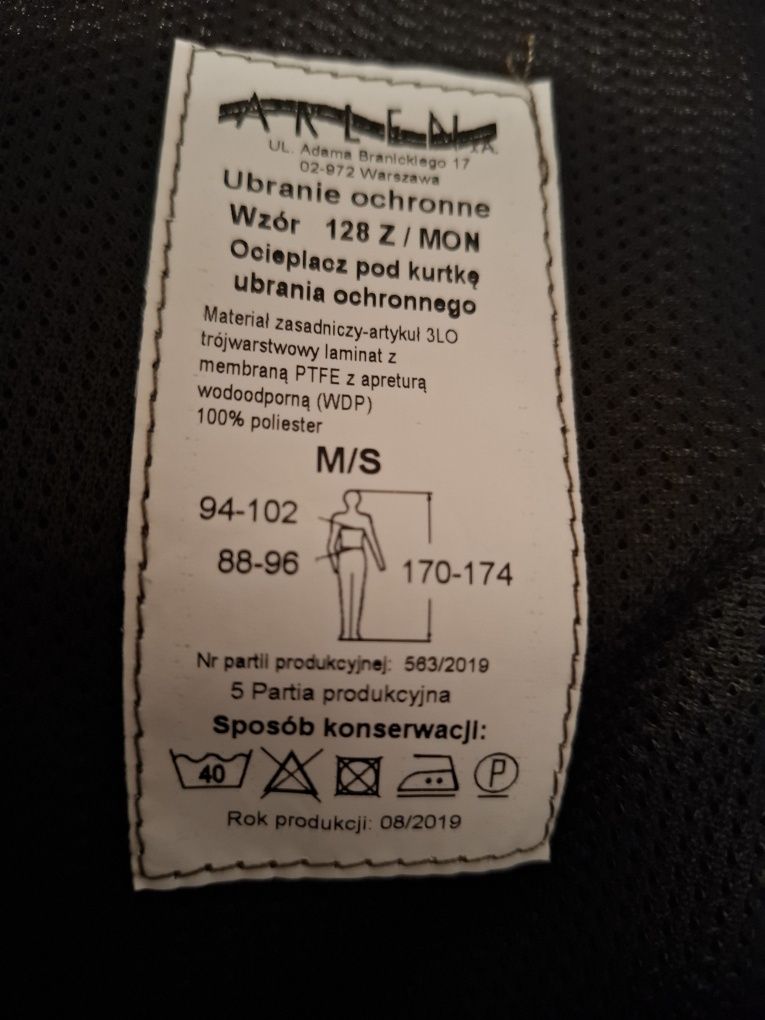 ARLEN S.A.
UL. Adama Branickiego 17
02-972 Warszawa
Ubranie ochronne
Wzór 128 Z / MON
Ocieplacz pod kurtkę
ubrania ochronnego
Materiał zasadniczy-artykuł 3LO
trójwarstwowy laminat z
membraną PTFE z apreturą
wodoodporną (WDP)
100% poliester
M/S
94-102
88-96
170-174
Nr partii produkcyjnej: 563/2019
5 Partia produkcyjna
Sposób konserwacji:
40
P
Rok produkcji: 08/2019